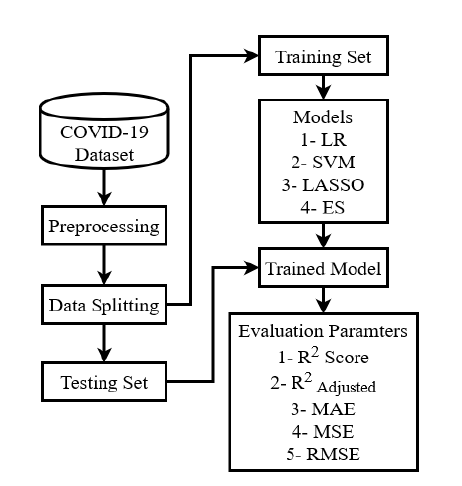 COVID-19
Dataset
Preprocessing
Data Splitting
Testing Set
Training Set
Models
1- LR
2- SVM
3- LASSO
4- ES
Trained Model
Evaluation Paramters
1- R² Score
2- R² Adjusted
3- MAE
4- MSE
5- RMSE